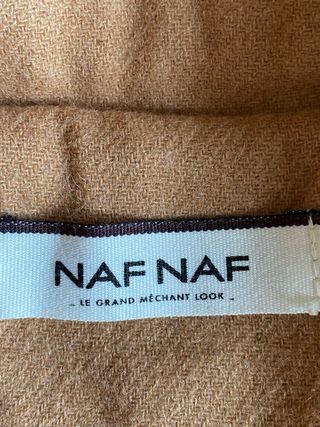 NAF NAF
- LE GRAND MÉCHANT LOOK -